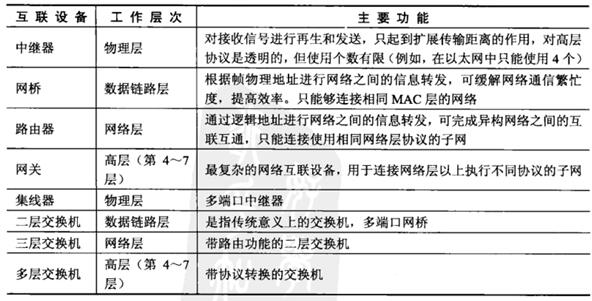 互联设备 工作层次 主要功能
中继器 物理层 对接收信号进行再生和发送，只起到扩展传输距离的作用，对高层
协议是透明的，但使用个数有限（例如，在以太网中只能使用4个）
网桥 数据链路层 根据帧物理地址进行网络之间的信息转发，可缓解网络通信繁忙
度，提高效率。只能够连接相同MAC层的网络
路由器 网络层 通过逻辑地址进行网络之间的信息转发，可完成异构网络之间的互
联互通，只能连接使用相同网络层协议的子网
网关 高层（第4～7
层） 最复杂的网络互联设备，用于连接网络层以上执行不同协议的子网
集线器 物理层 多端口中继器
二层交换机 数据链路层 是指传统意义上的交换机，多端口网桥
三层交换机 网络层 带路由功能的二层交换机
多层交换机 高层（第4～7
层） 带协议转换的交换机